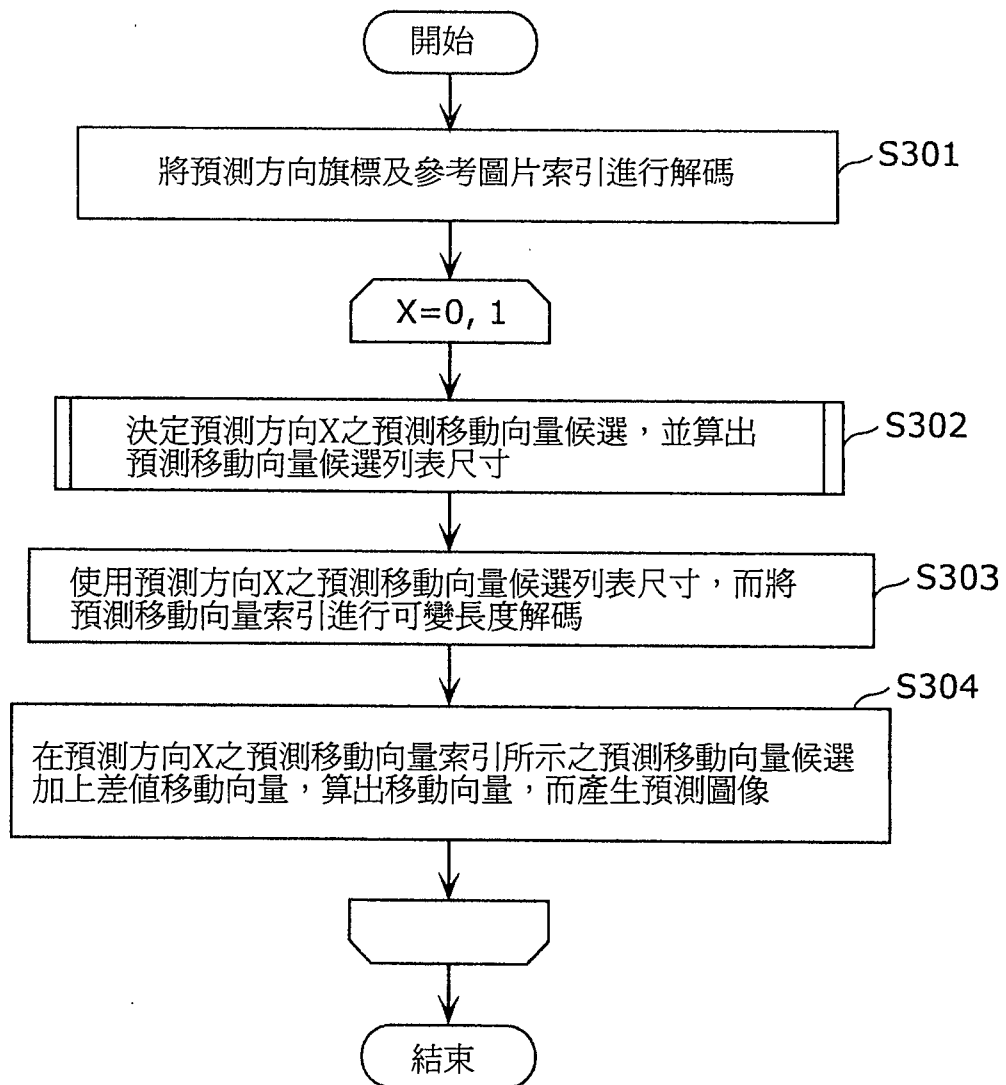 開始
將預測方向旗標及參考圖片索引進行解碼
S301
X=0, 1
決定預測方向X之預測移動向量候選，並算出
預測移動向量候選列表尺寸
S302
使用預測方向X之預測移動向量候選列表尺寸，而將
預測移動向量索引進行可變長度解碼
S303
S304
在預測方向X之預測移動向量索引所示之預測移動向量候選
加上差值移動向量，算出移動向量，而產生預測圖像
結束